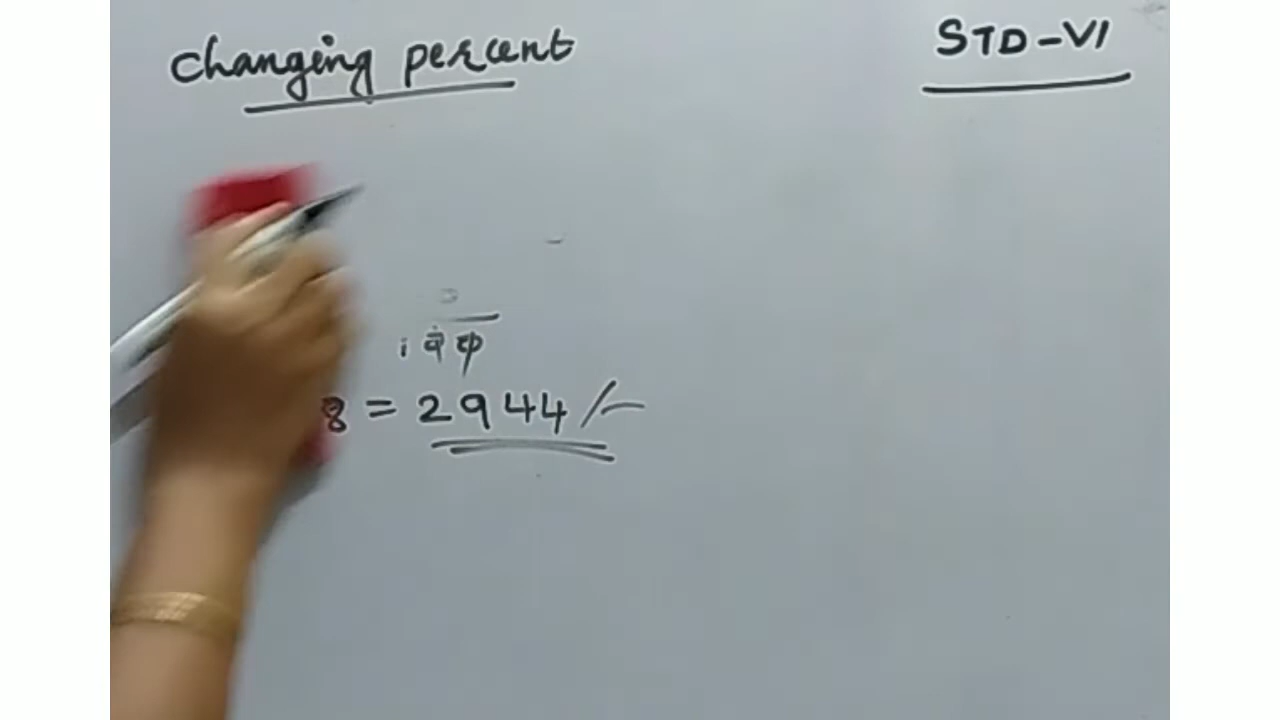 changing percent
STD-VI
8 = 2944/-